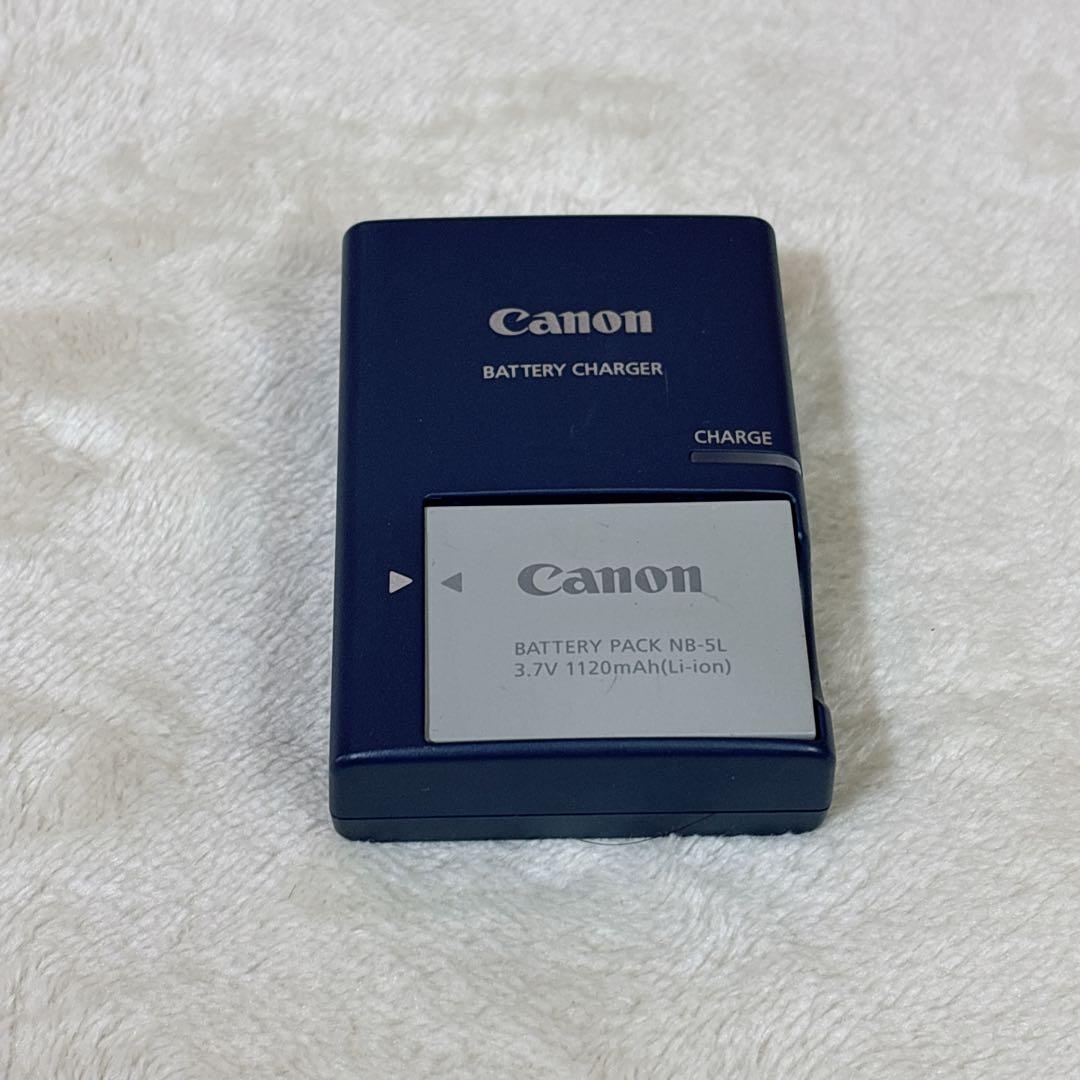 Canon
BATTERY CHARGER
CHARGE
Canon
BATTERY PACK NB-5L
3.7V 1120mAh(Li-ion)